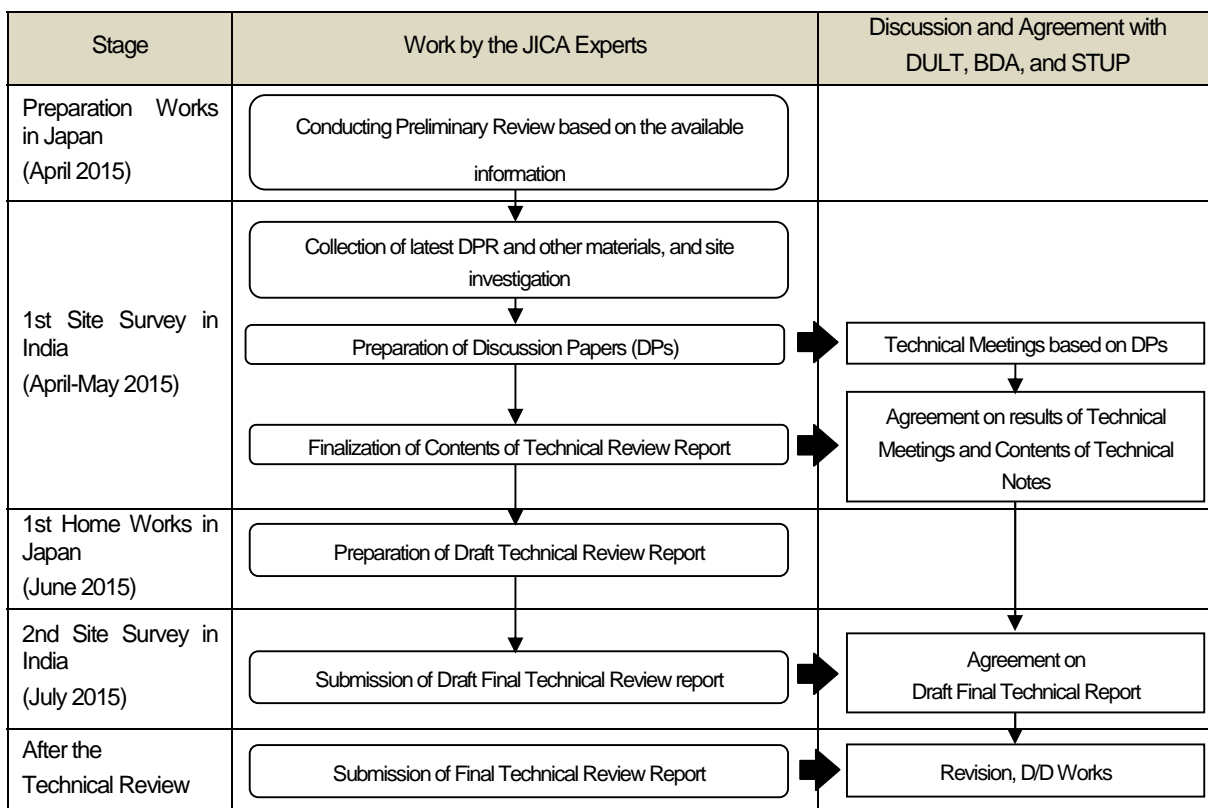 Stage
Work by the JICA Experts
Discussion and Agreement with
DULT, BDA, and STUP
Preparation Works
in Japan
(April 2015)
Conducting Preliminary Review based on the available
information
1st Site Survey in
India
(April-May 2015)
Collection of latest DPR and other materials, and site
investigation
Preparation of Discussion Papers (DPs)
Technical Meetings based on DPs
Finalization of Contents of Technical Review Report
Agreement on results of Technical
Meetings and Contents of Technical
Notes
1st Home Works in
Japan
(June 2015)
Preparation of Draft Technical Review Report
2nd Site Survey in
India
(July 2015)
Submission of Draft Final Technical Review report
Agreement on
Draft Final Technical Report
After the
Technical Review
Submission of Final Technical Review Report
Revision, D/D Works